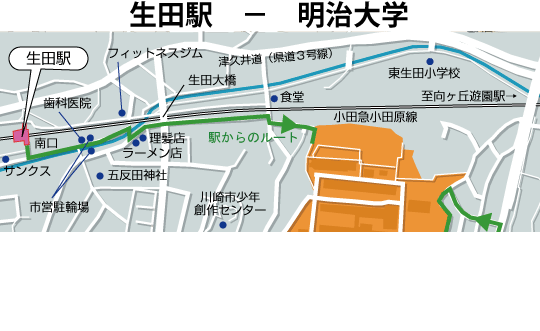 生田駅　－　明治大学
生田駅
フィットネスジム
津久井道（県道3号線）
生田大橋
東生田小学校
歯科医院
食堂
至向ヶ丘遊園駅→
小田急小田原線
南口
理髪店
駅からのルート
ラーメン店
サンクス
五反田神社
市営駐輪場
川崎市少年
創作センター